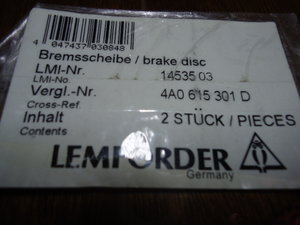 4 047437 030848
Bremsscheibe / brake disc
LMI-Nr. 14535 03
LMI-No.
Vergl.-Nr. 4A0 615 301 D
Cross-Ref.
Inhalt 2 STÜCK / PIECES
Contents
LEMFÖRDER
Germany